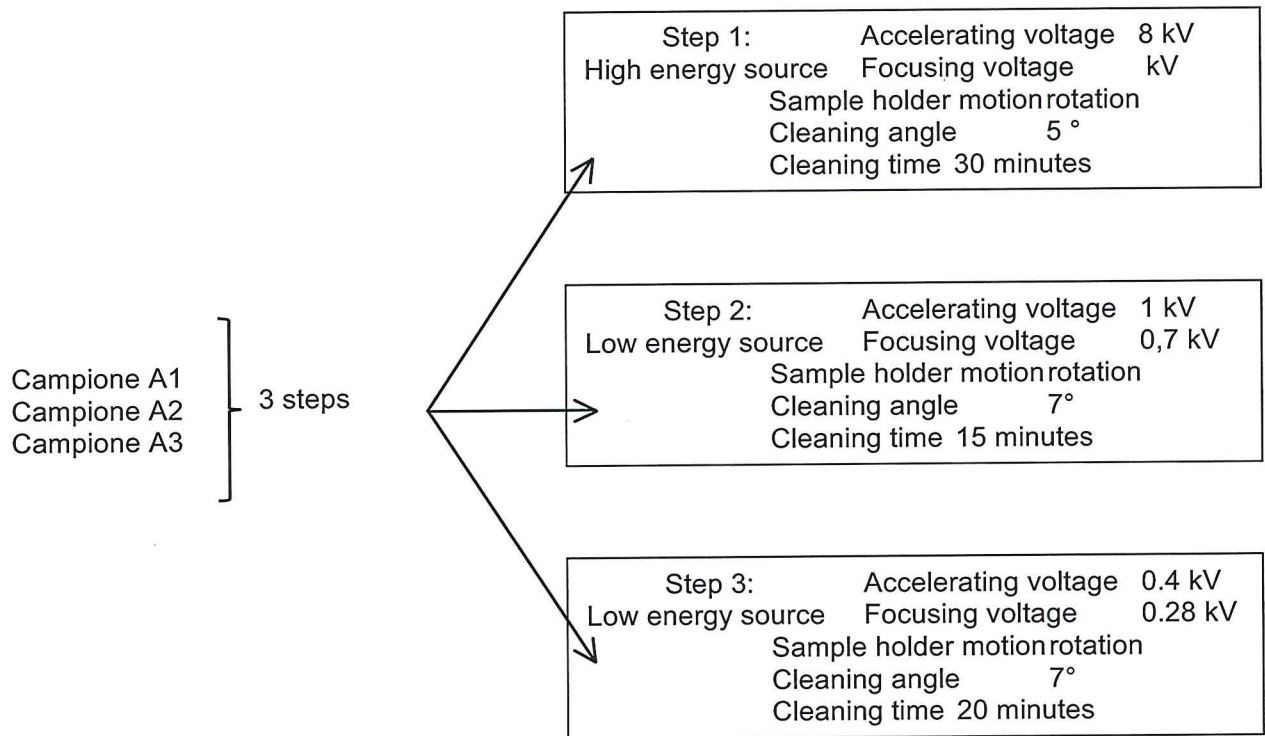 Campione A1
Campione A2
Campione A3
3 steps
Step 1: Accelerating voltage 8 kV
High energy source Focusing voltage kV
Sample holder motion rotation
Cleaning angle 5 °
Cleaning time 30 minutes
Step 2: Accelerating voltage 1 kV
Low energy source Focusing voltage 0,7 kV
Sample holder motion rotation
Cleaning angle 7°
Cleaning time 15 minutes
Step 3: Accelerating voltage 0.4 kV
Low energy source Focusing voltage 0.28 kV
Sample holder motion rotation
Cleaning angle 7°
Cleaning time 20 minutes